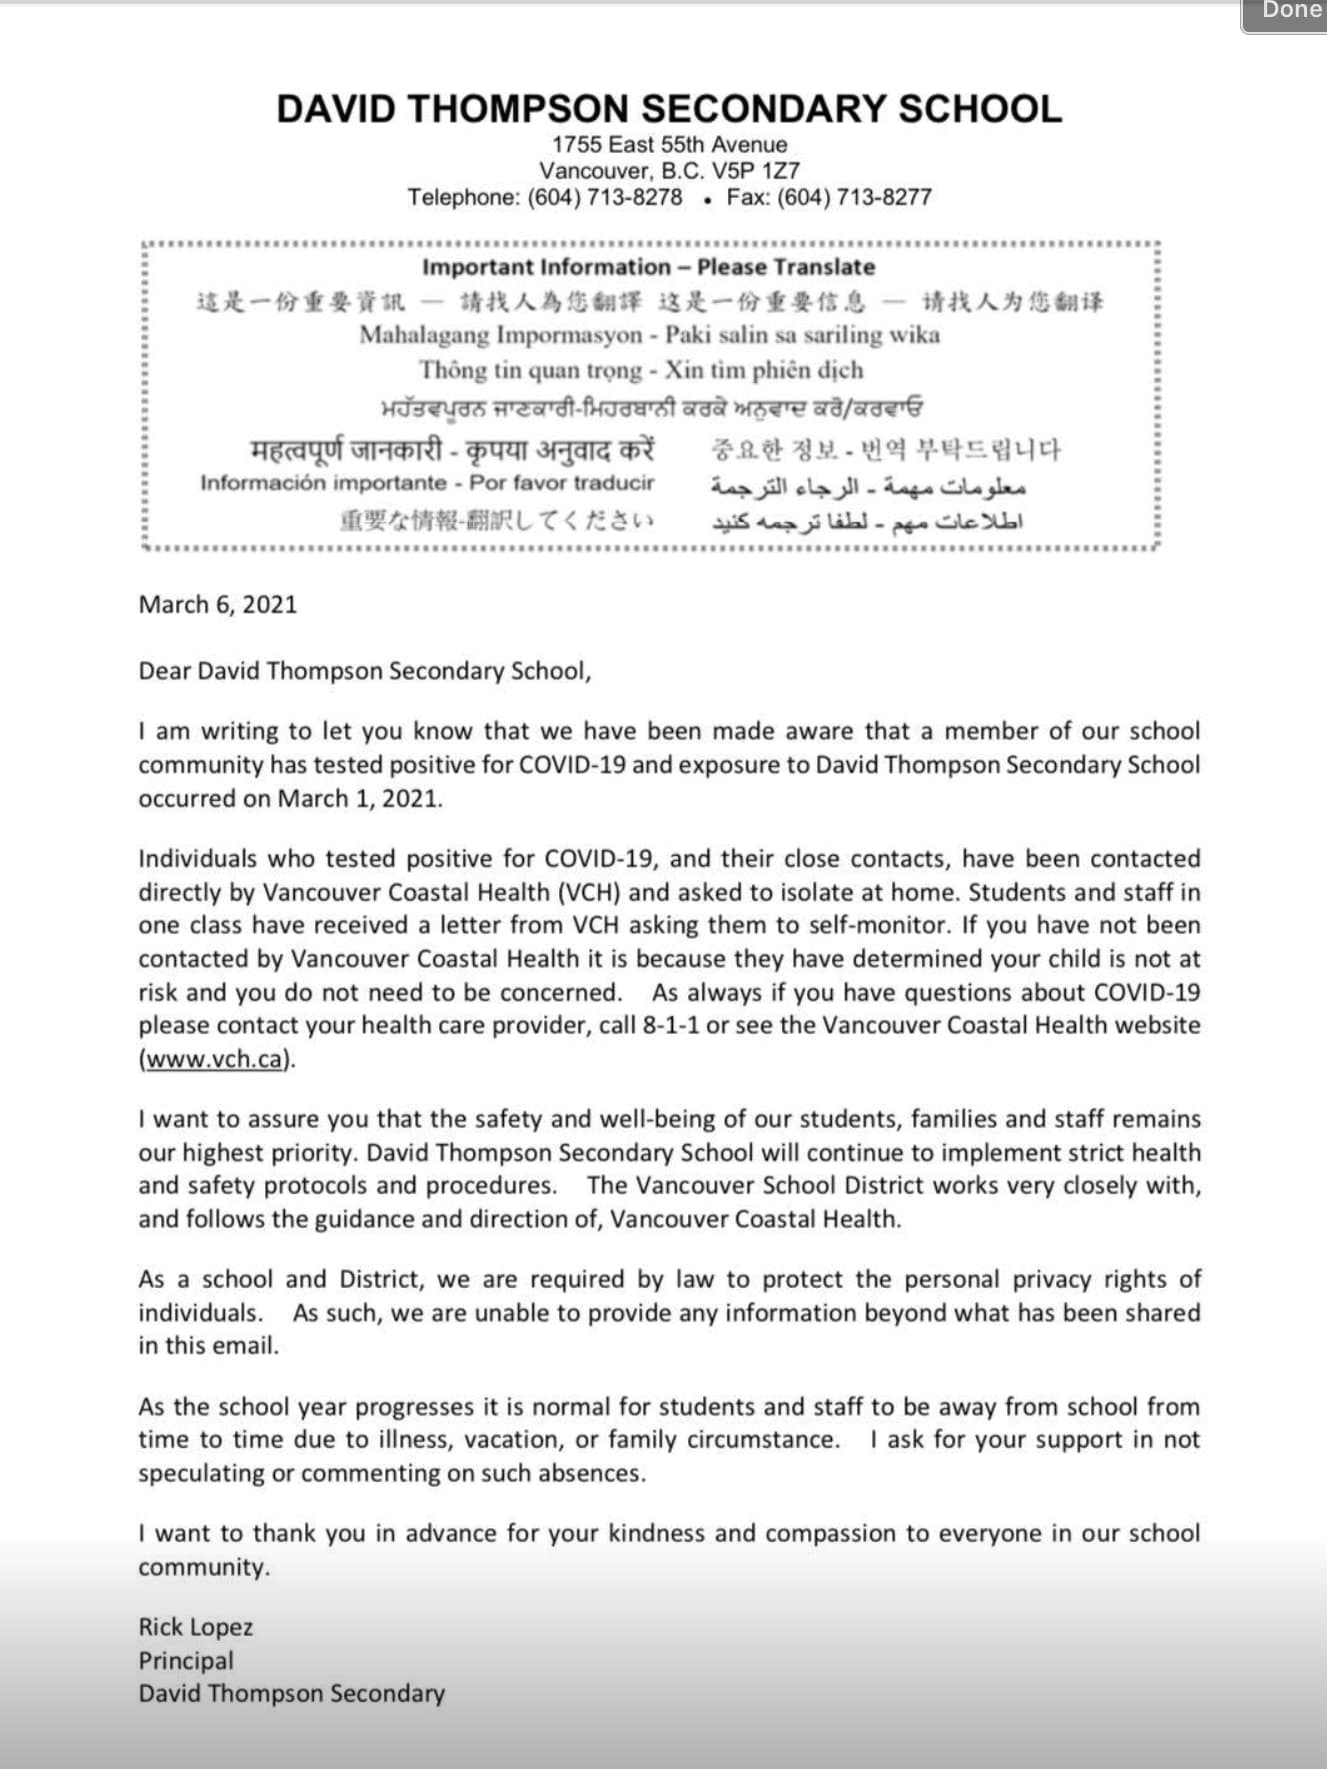 Done
DAVID THOMPSON SECONDARY SCHOOL
1755 East 55th Avenue
Vancouver, B.C. V5P 1Z7
Telephone: (604) 713-8278 • Fax: (604) 713-8277
Important Information – Please Translate
這是一份重要資訊 — 請找人為您翻譯 这是一份重要信息 — 请找人为您翻译
Mahalagang Impormasyon - Paki salin sa sariling wika
Thông tin quan trọng - Xin tìm phiên dịch
ਮਹੱਤਵਪੂਰਨ ਜਾਣਕਾਰੀ-ਮਿਹਰਬਾਨੀ ਕਰਕੇ ਅਨੁਵਾਦ ਕਰੋ/ਕਰਵਾਓ
महत्वपूर्ण जानकारी - कृपया अनुवाद करें 중요한 정보 - 번역 부탁드립니다
Información importante - Por favor traducir معلومات مهمة - الرجاء الترجمة
重要な情報-翻訳してください اطلاعات مهم - لطفا ترجمه کنید
March 6, 2021
Dear David Thompson Secondary School,
I am writing to let you know that we have been made aware that a member of our school
community has tested positive for COVID-19 and exposure to David Thompson Secondary School
occurred on March 1, 2021.
Individuals who tested positive for COVID-19, and their close contacts, have been contacted
directly by Vancouver Coastal Health (VCH) and asked to isolate at home. Students and staff in
one class have received a letter from VCH asking them to self-monitor. If you have not been
contacted by Vancouver Coastal Health it is because they have determined your child is not at
risk and you do not need to be concerned. As always if you have questions about COVID-19
please contact your health care provider, call 8-1-1 or see the Vancouver Coastal Health website
(www.vch.ca).
I want to assure you that the safety and well-being of our students, families and staff remains
our highest priority. David Thompson Secondary School will continue to implement strict health
and safety protocols and procedures. The Vancouver School District works very closely with,
and follows the guidance and direction of, Vancouver Coastal Health.
As a school and District, we are required by law to protect the personal privacy rights of
individuals. As such, we are unable to provide any information beyond what has been shared
in this email.
As the school year progresses it is normal for students and staff to be away from school from
time to time due to illness, vacation, or family circumstance. I ask for your support in not
speculating or commenting on such absences.
I want to thank you in advance for your kindness and compassion to everyone in our school
community.
Rick Lopez
Principal
David Thompson Secondary